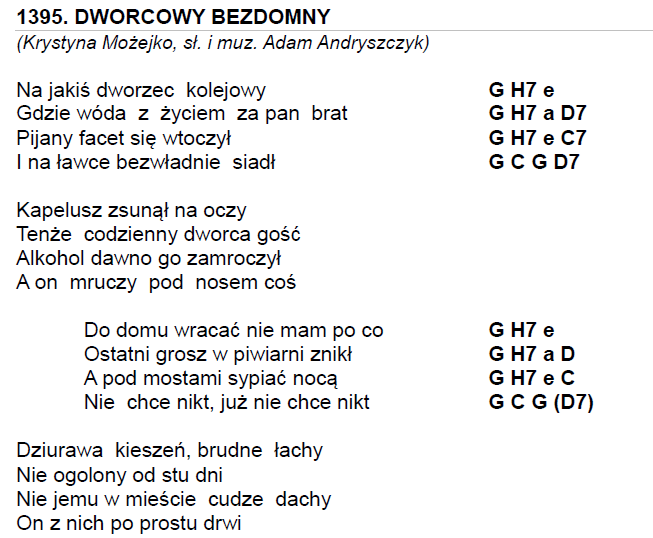 1395. DWORCOWY BEZDOMNY
(Krystyna Możejko, sł. i muz. Adam Andryszczyk)
Na jakiś dworzec kolejowy G H7 e
Gdzie wóda z życiem za pan brat G H7 a D7
Pijany facet się wtoczył G H7 e C7
I na ławce bezwładnie siadł G C G D7
Kapelusz zsunął na oczy
Tenże codzienny dworca gość
Alkohol dawno go zamroczył
A on mruczy pod nosem coś
Do domu wracać nie mam po co G H7 e
Ostatni grosz w piwiarni znikł G H7 a D
A pod mostami sypiać nocą G H7 e C
Nie chce nikt, już nie chce nikt G C G (D7)
Dziurawa kieszeń, brudne łachy
Nie ogolony od stu dni
Nie jemu w mieście cudze dachy
On z nich po prostu drwi